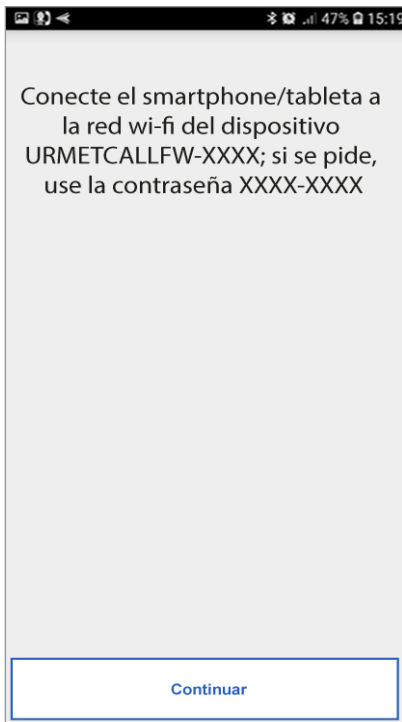 47% 15:19
Conecte el smartphone/tableta a
la red wi-fi del dispositivo
URMETCALLFW-XXXX; si se pide,
use la contraseña XXXX-XXXX
Continuar